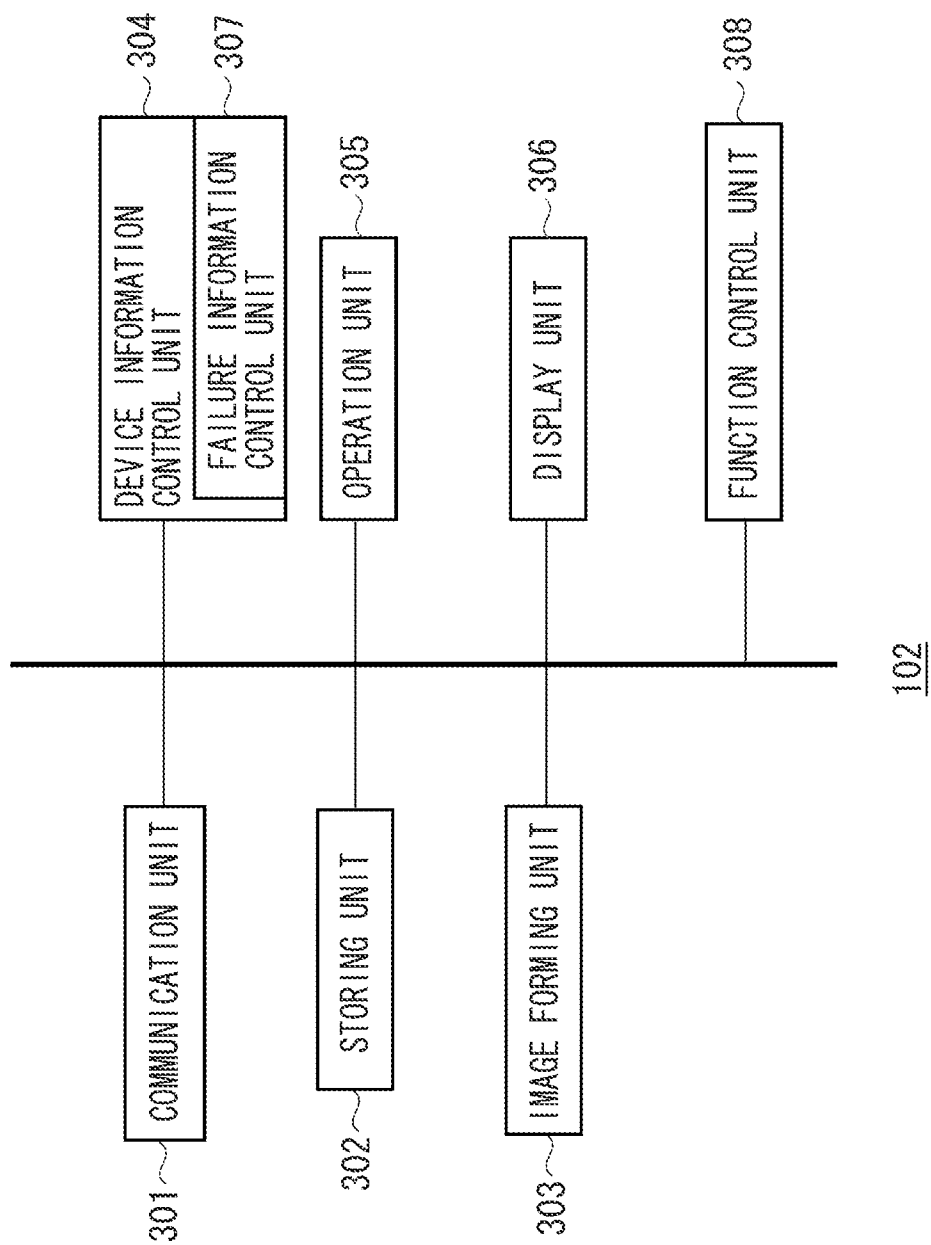 301
COMMUNICATION UNIT
302
STORING UNIT
303
IMAGE FORMING UNIT
304
DEVICE INFORMATION
CONTROL UNIT
307
FAILURE INFORMATION
CONTROL UNIT
305
OPERATION UNIT
306
DISPLAY UNIT
308
FUNCTION CONTROL UNIT
102